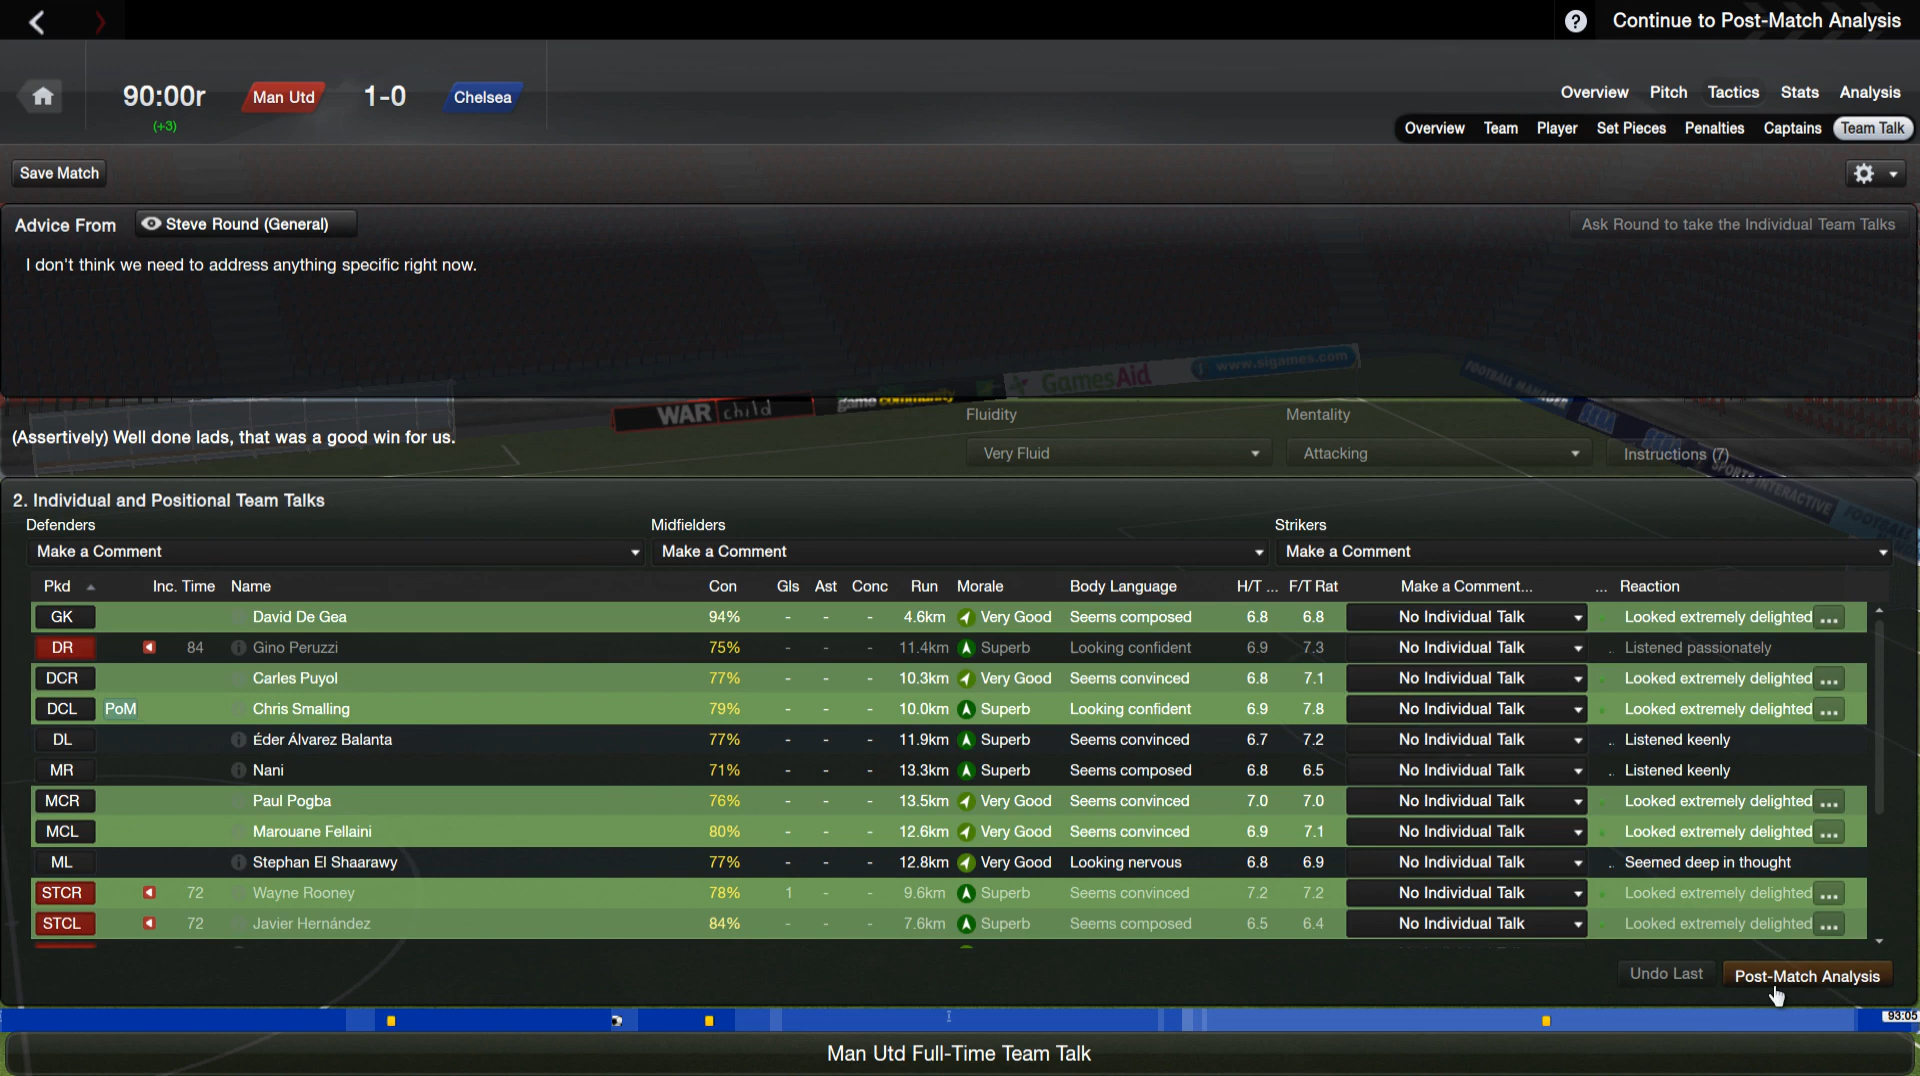 Continue to Post-Match Analysis
90:00r Man Utd 1-0 Chelsea
(+3)
Overview Pitch Tactics Stats Analysis
Overview Team Player Set Pieces Penalties Captains Team Talk
Save Match
Advice From Steve Round (General) Ask Round to take the Individual Team Talks
I don't think we need to address anything specific right now.
www.sigames.com
GamesAid
WAR child
game community
FOOTBALL MANAGER
SEGA
SPORTS INTERACTIVE
FOOTBALL
Fluidity Mentality
(Assertively) Well done lads, that was a good win for us.
Very Fluid Attacking Instructions (7)
2. Individual and Positional Team Talks
Defenders Midfielders Strikers
Make a Comment Make a Comment Make a Comment
Pkd Inc. Time Name Con Gls Ast Conc Run Morale Body Language H/T ... F/T Rat Make a Comment... ... Reaction
GK David De Gea 94% - - - 4.6km Very Good Seems composed 6.8 6.8 No Individual Talk Looked extremely delighted ...
DR 84 Gino Peruzzi 75% - - - 11.4km Superb Looking confident 6.9 7.3 No Individual Talk .. Listened passionately
DCR Carles Puyol 77% - - - 10.3km Very Good Seems convinced 6.8 7.1 No Individual Talk Looked extremely delighted ...
DCL PoM Chris Smalling 79% - - - 10.0km Superb Looking confident 6.9 7.8 No Individual Talk Looked extremely delighted ...
DL Éder Álvarez Balanta 77% - - - 11.9km Superb Seems convinced 6.7 7.2 No Individual Talk .. Listened keenly
MR Nani 71% - - - 13.3km Superb Seems composed 6.8 6.5 No Individual Talk .. Listened keenly
MCR Paul Pogba 76% - - - 13.5km Very Good Seems convinced 7.0 7.0 No Individual Talk Looked extremely delighted ...
MCL Marouane Fellaini 80% - - - 12.6km Very Good Seems convinced 6.9 7.1 No Individual Talk Looked extremely delighted ...
ML Stephan El Shaarawy 77% - - - 12.8km Very Good Looking nervous 6.8 6.9 No Individual Talk .. Seemed deep in thought
STCR 72 Wayne Rooney 78% 1 - - 9.6km Superb Seems convinced 7.2 7.2 No Individual Talk Looked extremely delighted ...
STCL 72 Javier Hernández 84% - - - 7.6km Superb Seems composed 6.5 6.4 No Individual Talk Looked extremely delighted ...
Undo Last Post-Match Analysis
93:05
Man Utd Full-Time Team Talk